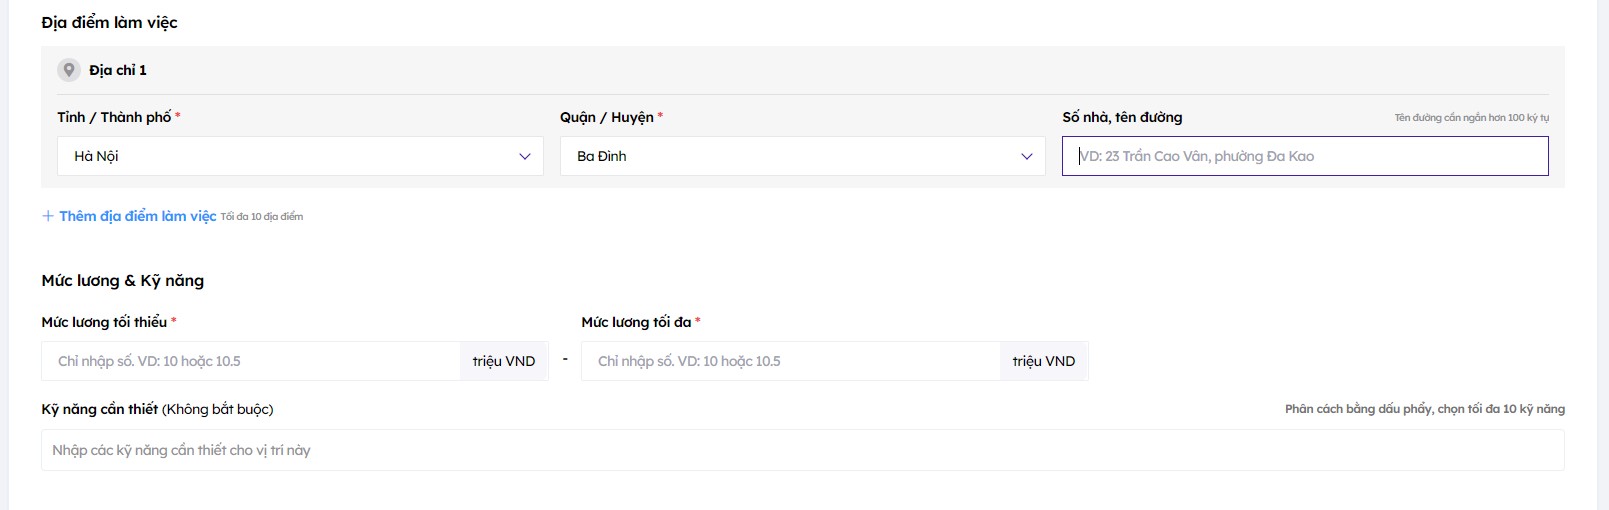 Địa điểm làm việc
Địa chỉ 1
Tỉnh / Thành phố *
Quận / Huyện *
Số nhà, tên đường
Tên đường cần ngắn hơn 100 ký tự
Hà Nội
Ba Đình
VD: 23 Trần Cao Vân, phường Đa Kao
+ Thêm địa điểm làm việc Tối đa 10 địa điểm
Mức lương & Kỹ năng
Mức lương tối thiểu *
Mức lương tối đa *
Chỉ nhập số. VD: 10 hoặc 10.5 triệu VND
-
Chỉ nhập số. VD: 10 hoặc 10.5 triệu VND
Kỹ năng cần thiết (Không bắt buộc)
Phân cách bằng dấu phẩy, chọn tối đa 10 kỹ năng
Nhập các kỹ năng cần thiết cho vị trí này